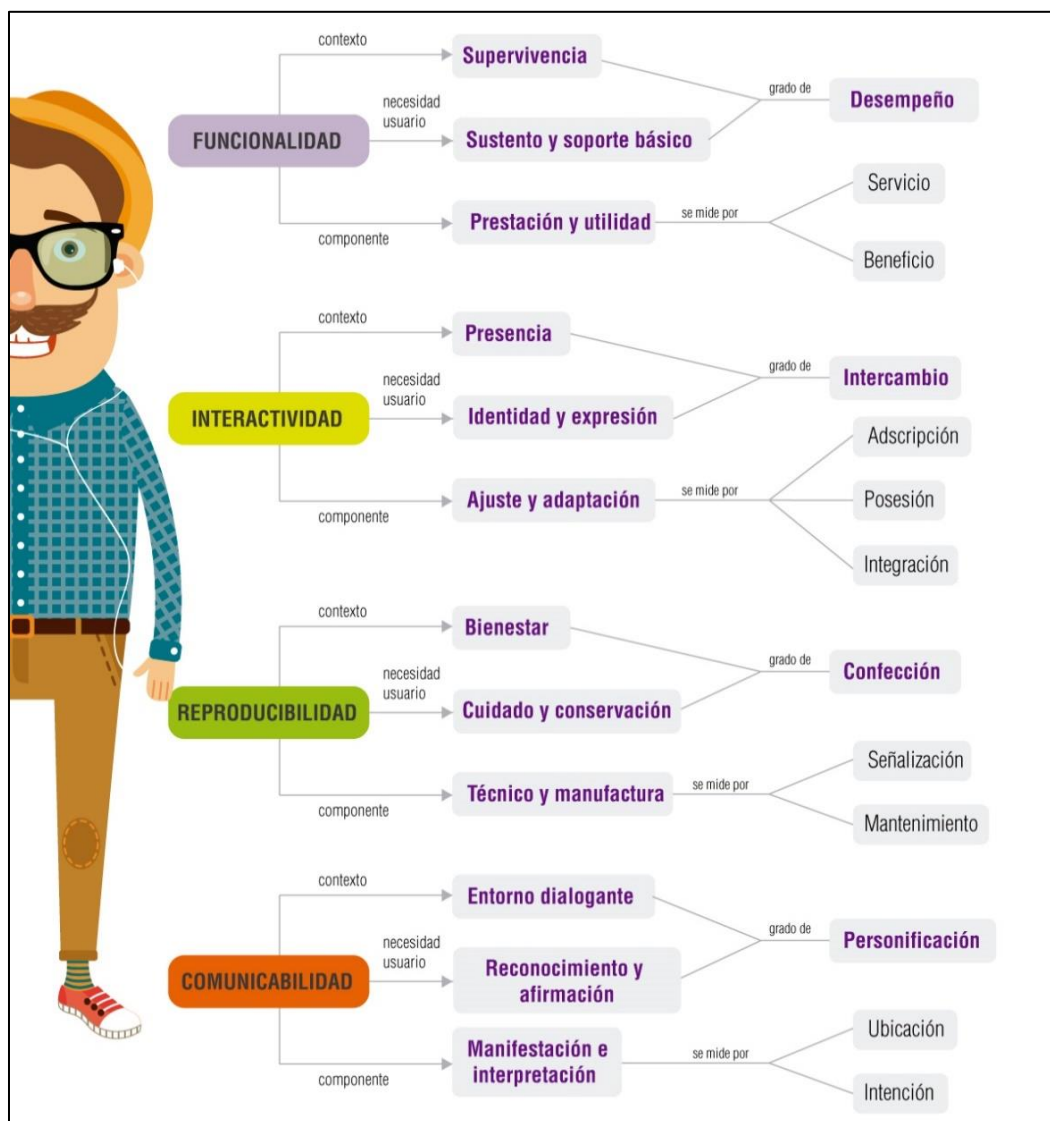 contexto
Supervivencia
necesidad
usuario
grado de
Desempeño
FUNCIONALIDAD
Sustento y soporte básico
Servicio
Prestación y utilidad
se mide por
componente
Beneficio
contexto
Presencia
necesidad
usuario
grado de
Intercambio
INTERACTIVIDAD
Identidad y expresión
Adscripción
Ajuste y adaptación
se mide por
Posesión
componente
Integración
contexto
Bienestar
necesidad
usuario
grado de
Confección
REPRODUCIBILIDAD
Cuidado y conservación
Señalización
Técnico y manufactura
se mide por
componente
Mantenimiento
contexto
Entorno dialogante
necesidad
usuario
grado de
Personificación
COMUNICABILIDAD
Reconocimiento y
afirmación
Ubicación
Manifestación e
interpretación
se mide por
componente
Intención